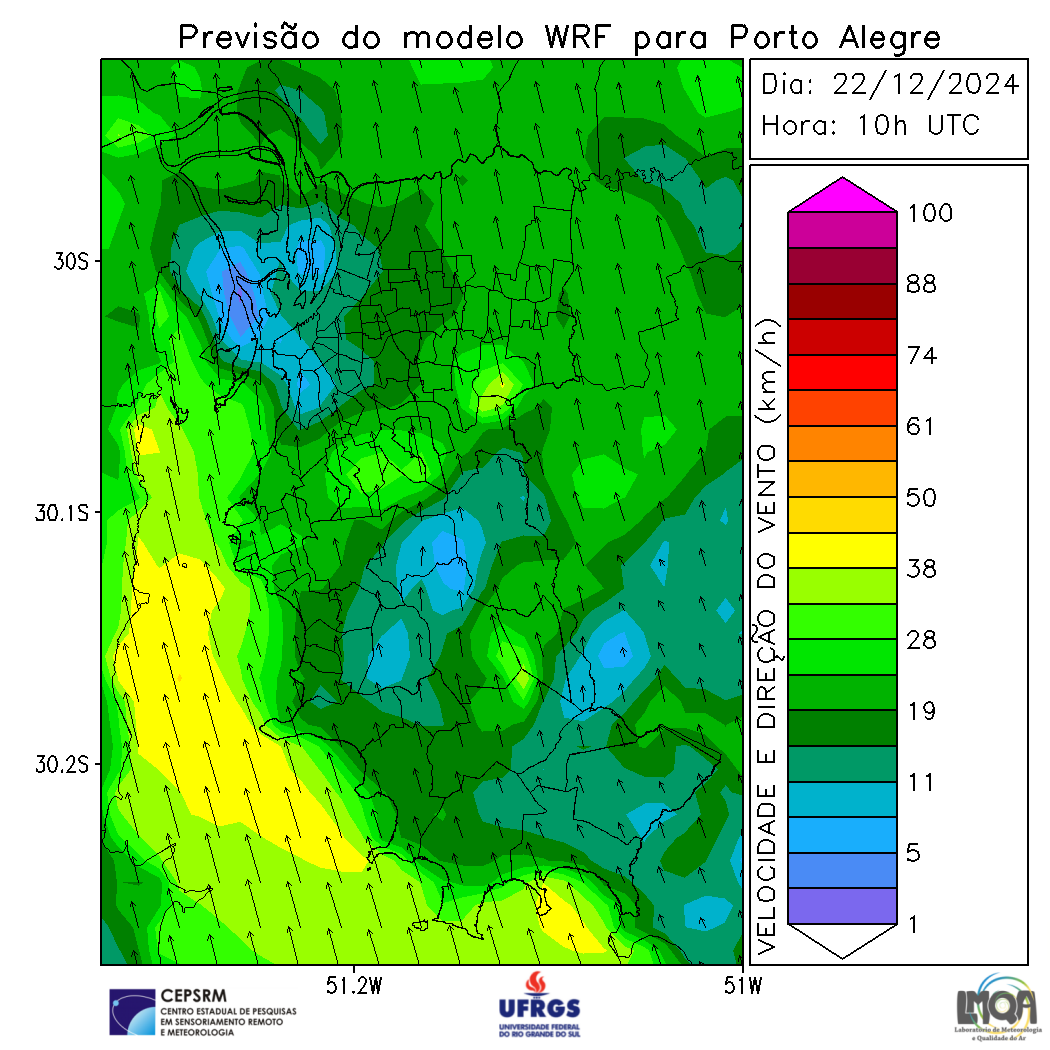 Previsão do modelo WRF para Porto Alegre
Dia: 22/12/2024
Hora: 10h UTC
30S
30.1S
30.2S
51.2W
51W
VELOCIDADE E DIREÇÃO DO VENTO (km/h)
100
88
74
61
50
38
28
19
11
5
1
CEPSRM
CENTRO ESTADUAL DE PESQUISAS
EM SENSORIAMENTO REMOTO
E METEOROLOGIA
UFRGS
UNIVERSIDADE FEDERAL
DO RIO GRANDE DO SUL
LMQA
Laboratório de Meteorologia
e Qualidade do Ar